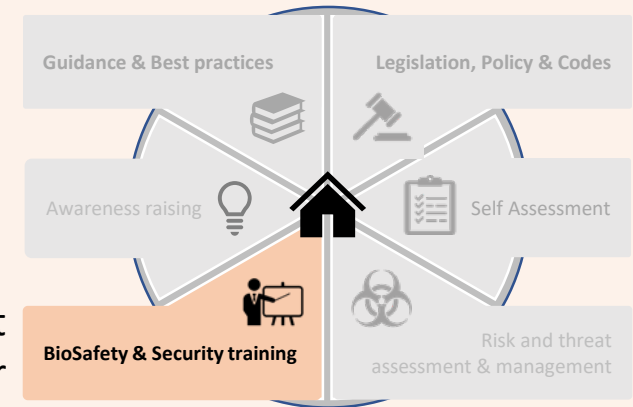 Guidance & Best practices
Legislation, Policy & Codes
Awareness raising
Self Assessment
t
r
BioSafety & Security training
Risk and threat
assessment & management